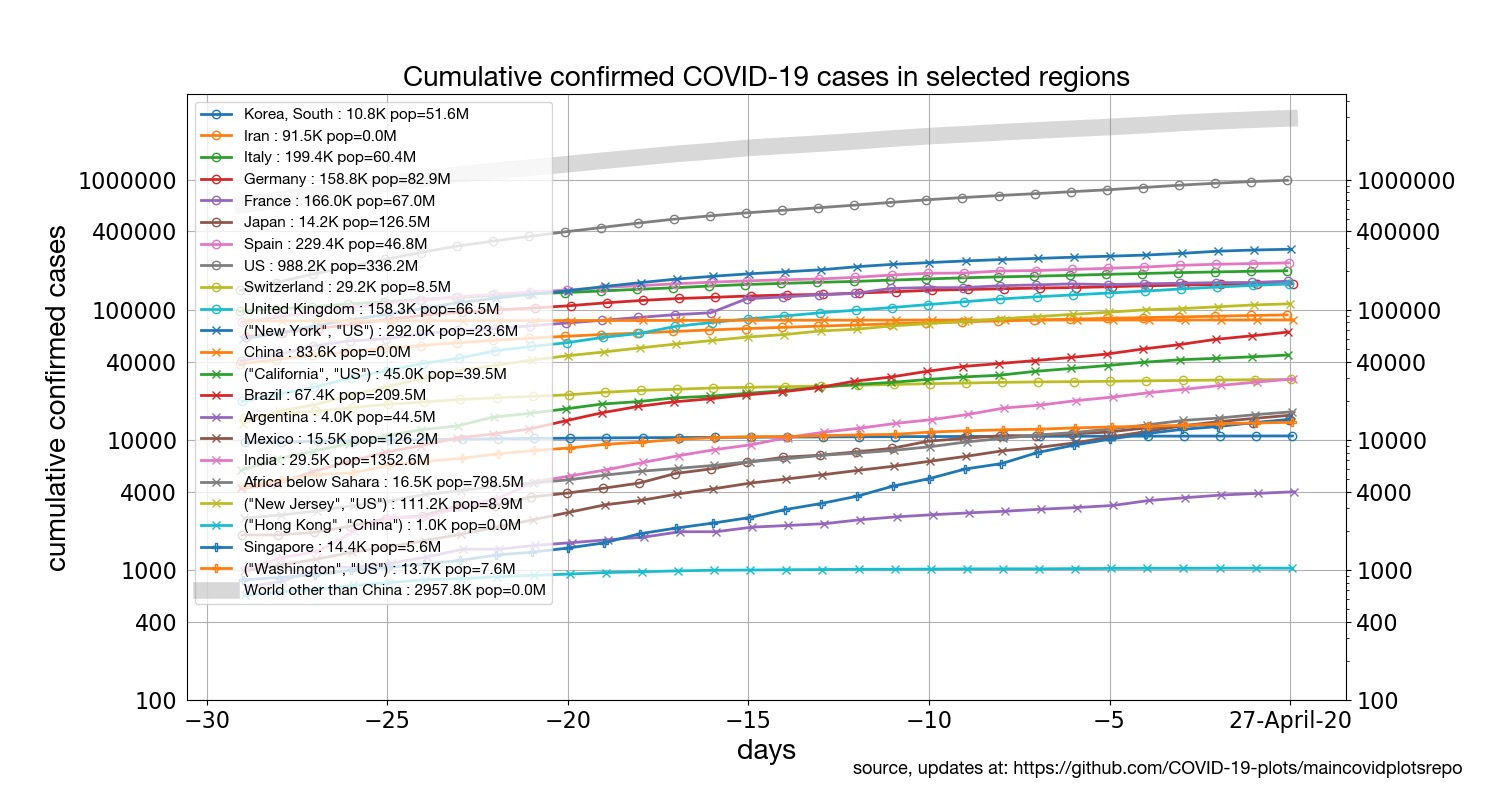 Cumulative confirmed COVID-19 cases in selected regions
Korea, South : 10.8K pop=51.6M
Iran : 91.5K pop=0.0M
Italy : 199.4K pop=60.4M
Germany : 158.8K pop=82.9M
France : 166.0K pop=67.0M
Japan : 14.2K pop=126.5M
Spain : 229.4K pop=46.8M
US : 988.2K pop=336.2M
Switzerland : 29.2K pop=8.5M
United Kingdom : 158.3K pop=66.5M
("New York", "US") : 292.0K pop=23.6M
China : 83.6K pop=0.0M
("California", "US") : 45.0K pop=39.5M
Brazil : 67.4K pop=209.5M
Argentina : 4.0K pop=44.5M
Mexico : 15.5K pop=126.2M
India : 29.5K pop=1352.6M
Africa below Sahara : 16.5K pop=798.5M
("New Jersey", "US") : 111.2K pop=8.9M
("Hong Kong", "China") : 1.0K pop=0.0M
Singapore : 14.4K pop=5.6M
("Washington", "US") : 13.7K pop=7.6M
World other than China : 2957.8K pop=0.0M
cumulative confirmed cases
1000000
400000
100000
40000
10000
4000
1000
400
100
1000000
400000
100000
40000
10000
4000
1000
400
100
−30 −25 −20 −15 −10 −5 27-April-20
days
source, updates at: https://github.com/COVID-19-plots/maincovidplotsrepo